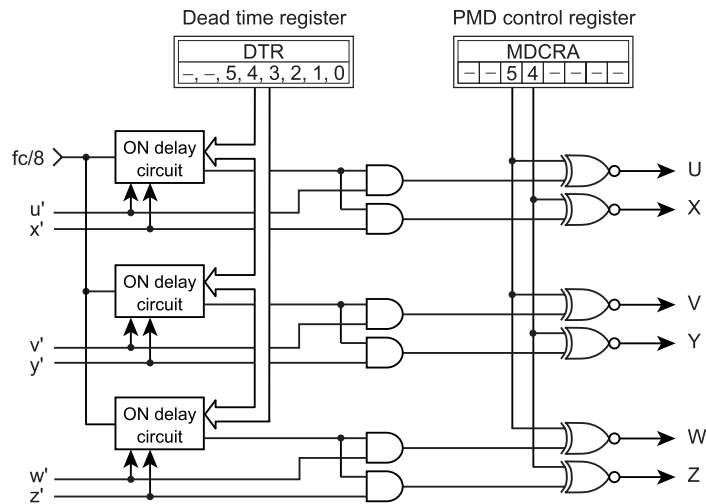 Dead time register
PMD control register
DTR
MDCRA
–, –, 5, 4, 3, 2, 1, 0
– – 5 4 – – – –
fc/8
ON delay
circuit
U
X
u'
x'
ON delay
circuit
V
Y
v'
y'
ON delay
circuit
W
Z
w'
z'